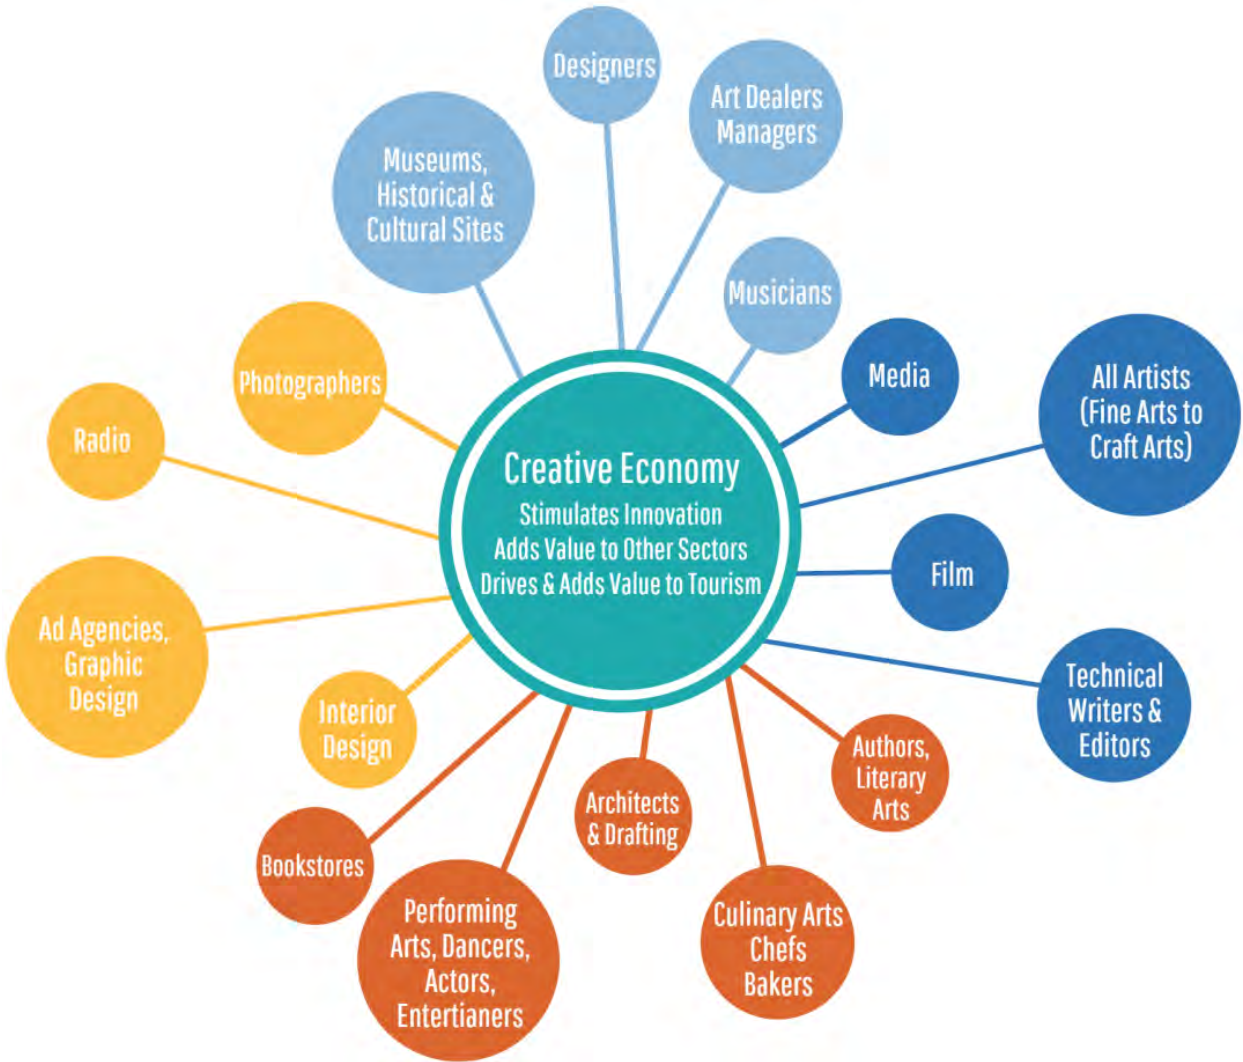 Designers
Art Dealers
Managers
Museums,
Historical &
Cultural Sites
Musicians
Photographers
Media
All Artists
(Fine Arts to
Craft Arts)
Radio
Creative Economy
Stimulates Innovation
Adds Value to Other Sectors
Drives & Adds Value to Tourism
Film
Ad Agencies,
Graphic
Design
Interior
Design
Technical
Writers &
Editors
Authors,
Literary
Arts
Architects
& Drafting
Bookstores
Performing
Arts, Dancers,
Actors,
Entertianers
Culinary Arts
Chefs
Bakers